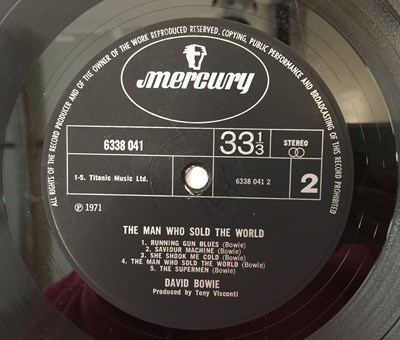 ALL RIGHTS OF THE RECORD PRODUCER AND OF THE OWNER OF THE WORK REPRODUCED RESERVED. COPYING, PUBLIC PERFORMANCE AND BROADCASTING OF THIS RECORD PROHIBITED
mercury
6338 041
33 1/3
STEREO
1-5. Titanic Music Ltd.
6338 041 2
2
℗ 1971
THE MAN WHO SOLD THE WORLD
1. RUNNING GUN BLUES (Bowie)
2. SAVIOUR MACHINE (Bowie)
3. SHE SHOOK ME COLD (Bowie)
4. THE MAN WHO SOLD THE WORLD (Bowie)
5. THE SUPERMEN (Bowie)
DAVID BOWIE
Produced by Tony Visconti